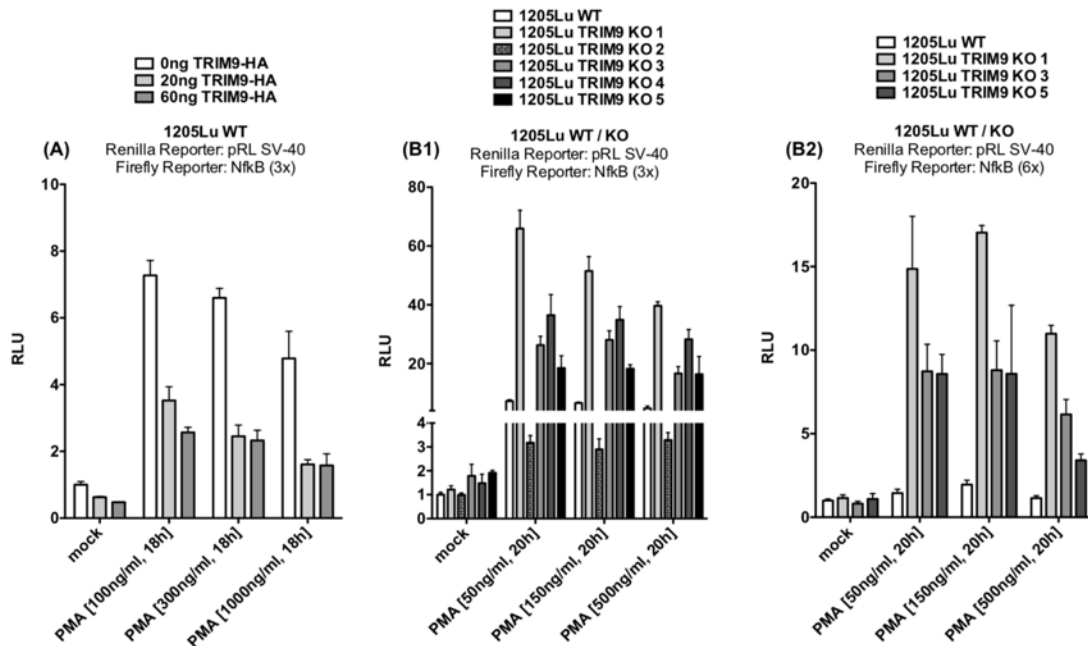 0ng TRIM9-HA
20ng TRIM9-HA
60ng TRIM9-HA
(A)
1205Lu WT
Renilla Reporter: pRL SV-40
Firefly Reporter: NfkB (3x)
RLU
10
8
6
4
2
0
mock
PMA [100ng/ml, 18h]
PMA [300ng/ml, 18h]
PMA [1000ng/ml, 18h]
1205Lu WT
1205Lu TRIM9 KO 1
1205Lu TRIM9 KO 2
1205Lu TRIM9 KO 3
1205Lu TRIM9 KO 4
1205Lu TRIM9 KO 5
(B1)
1205Lu WT / KO
Renilla Reporter: pRL SV-40
Firefly Reporter: NfkB (3x)
RLU
80
60
40
20
4
3
2
1
0
mock
PMA [50ng/ml, 20h]
PMA [150ng/ml, 20h]
PMA [500ng/ml, 20h]
1205Lu WT
1205Lu TRIM9 KO 1
1205Lu TRIM9 KO 3
1205Lu TRIM9 KO 5
(B2)
1205Lu WT / KO
Renilla Reporter: pRL SV-40
Firefly Reporter: NfkB (6x)
RLU
20
15
10
5
0
mock
PMA [50ng/ml, 20h]
PMA [150ng/ml, 20h]
PMA [500ng/ml, 20h]